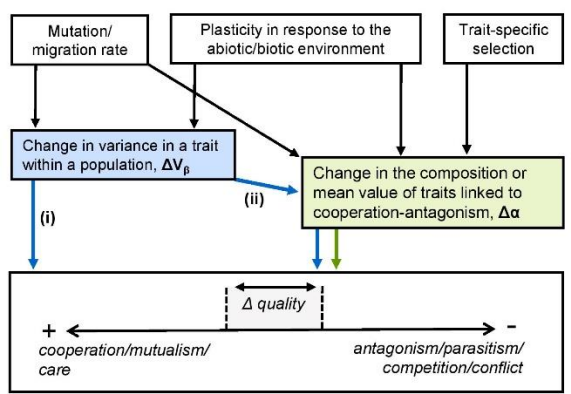 Mutation/
migration rate
Plasticity in response to the
abiotic/biotic environment
Trait-specific
selection
Change in variance in a trait
within a population, ΔVβ
(i)
(ii)
Change in the composition or
mean value of traits linked to
cooperation-antagonism, Δα
Δ quality
+
-
cooperation/mutualism/
care
antagonism/parasitism/
competition/conflict